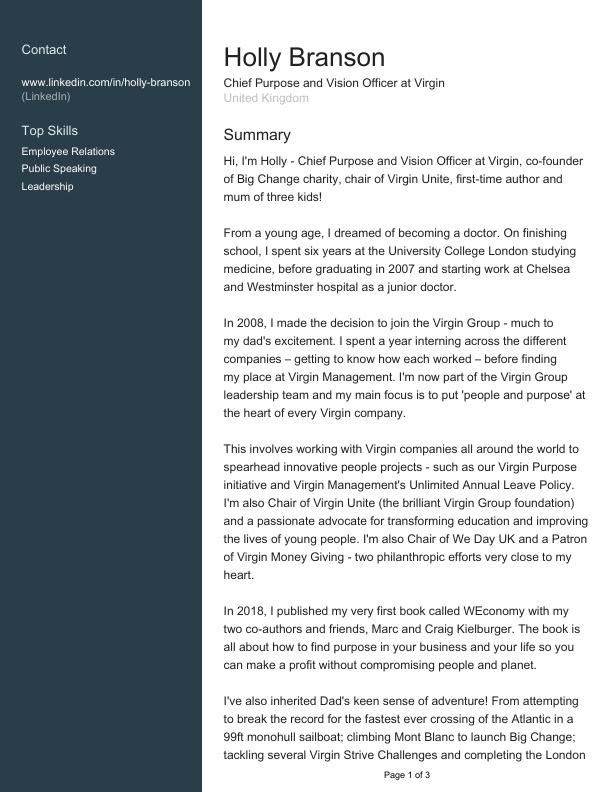 Contact
www.linkedin.com/in/holly-branson
(LinkedIn)
Top Skills
Employee Relations
Public Speaking
Leadership
Holly Branson
Chief Purpose and Vision Officer at Virgin
United Kingdom
Summary
Hi, I'm Holly - Chief Purpose and Vision Officer at Virgin, co-founder
of Big Change charity, chair of Virgin Unite, first-time author and
mum of three kids!
From a young age, I dreamed of becoming a doctor. On finishing
school, I spent six years at the University College London studying
medicine, before graduating in 2007 and starting work at Chelsea
and Westminster hospital as a junior doctor.
In 2008, I made the decision to join the Virgin Group - much to
my dad's excitement. I spent a year interning across the different
companies – getting to know how each worked – before finding
my place at Virgin Management. I'm now part of the Virgin Group
leadership team and my main focus is to put 'people and purpose' at
the heart of every Virgin company.
This involves working with Virgin companies all around the world to
spearhead innovative people projects - such as our Virgin Purpose
initiative and Virgin Management's Unlimited Annual Leave Policy.
I'm also Chair of Virgin Unite (the brilliant Virgin Group foundation)
and a passionate advocate for transforming education and improving
the lives of young people. I'm also Chair of We Day UK and a Patron
of Virgin Money Giving - two philanthropic efforts very close to my
heart.
In 2018, I published my very first book called WEconomy with my
two co-authors and friends, Marc and Craig Kielburger. The book is
all about how to find purpose in your business and your life so you
can make a profit without compromising people and planet.
I've also inherited Dad's keen sense of adventure! From attempting
to break the record for the fastest ever crossing of the Atlantic in a
99ft monohull sailboat; climbing Mont Blanc to launch Big Change;
tackling several Virgin Strive Challenges and completing the London
Page 1 of 3